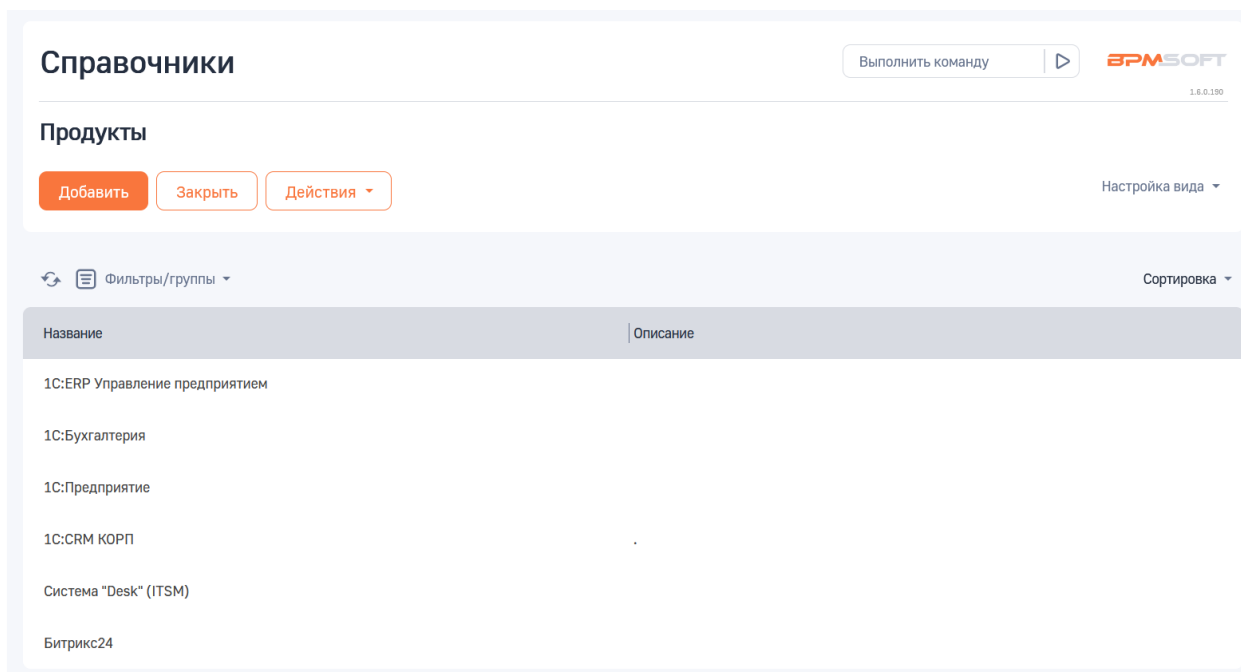 Справочники
Выполнить команду
BPMSOFT
1.6.0.190
Продукты
Добавить Закрыть Действия
Настройка вида
Фильтры/группы
Сортировка
Название Описание
1С:ERP Управление предприятием
1С:Бухгалтерия
1С:Предприятие
1С:CRM КОРП .
Система "Desk" (ITSM)
Битрикс24